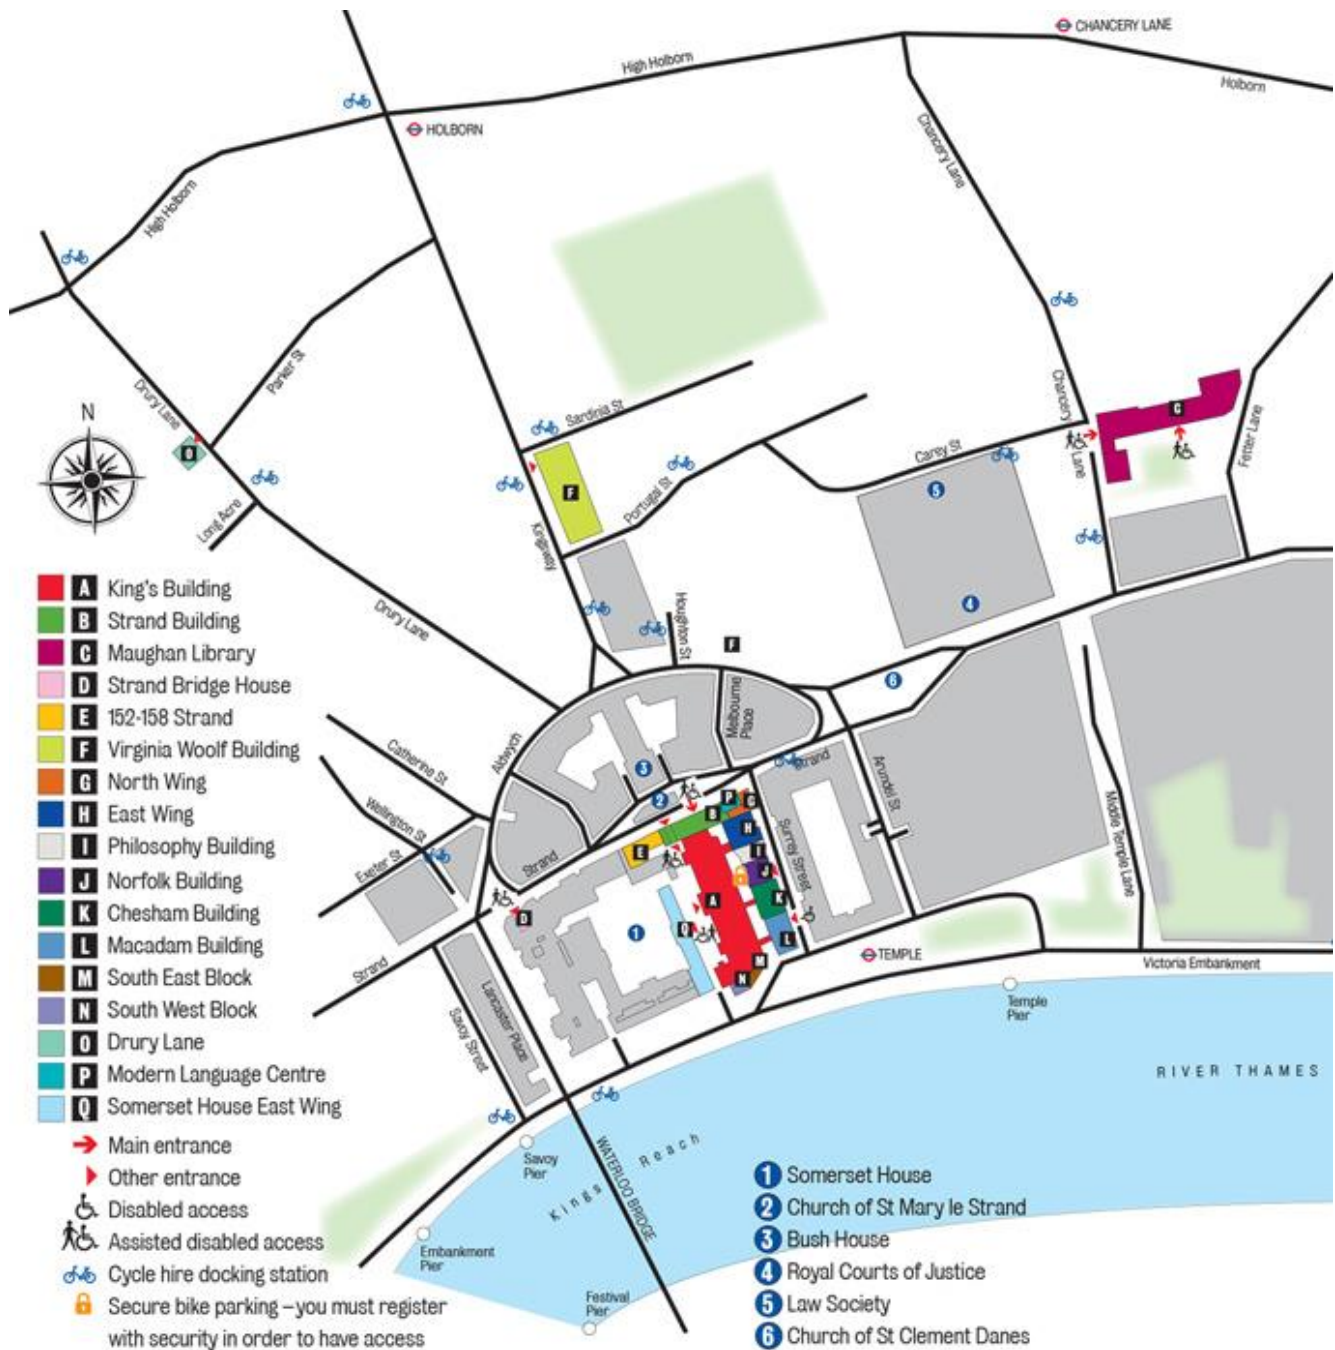 CHANCERY LANE
High Holborn
Holborn
HOLBORN
Chancery Lane
High Holborn
Parker St
Drury Lane
Sardinia St
Chancery
Lane
C
Fetter Lane
N
O
Carey St
5
F
Portugal St
Long Acre
Kingsway
Drury Lane
Houghton St
F
4
6
Melbourne
Place
Aldwych
3
Catherine St
Strand
Arundel St
2
P
G
B
H
Wellington St
Exeter St
Strand
E
I
J
Surrey Street
Middle Temple Lane
K
A
D
1
Q
L
M
N
TEMPLE
Victoria Embankment
Strand
Lancaster Place
Savoy Street
Temple
Pier
RIVER THAMES
Savoy
Pier
Kings Reach
WATERLOO BRIDGE
Embankment
Pier
Festival
Pier
A King's Building
B Strand Building
C Maughan Library
D Strand Bridge House
E 152-158 Strand
F Virginia Woolf Building
G North Wing
H East Wing
I Philosophy Building
J Norfolk Building
K Chesham Building
L Macadam Building
M South East Block
N South West Block
O Drury Lane
P Modern Language Centre
Q Somerset House East Wing
Main entrance
Other entrance
Disabled access
Assisted disabled access
Cycle hire docking station
Secure bike parking – you must register
with security in order to have access
1 Somerset House
2 Church of St Mary le Strand
3 Bush House
4 Royal Courts of Justice
5 Law Society
6 Church of St Clement Danes